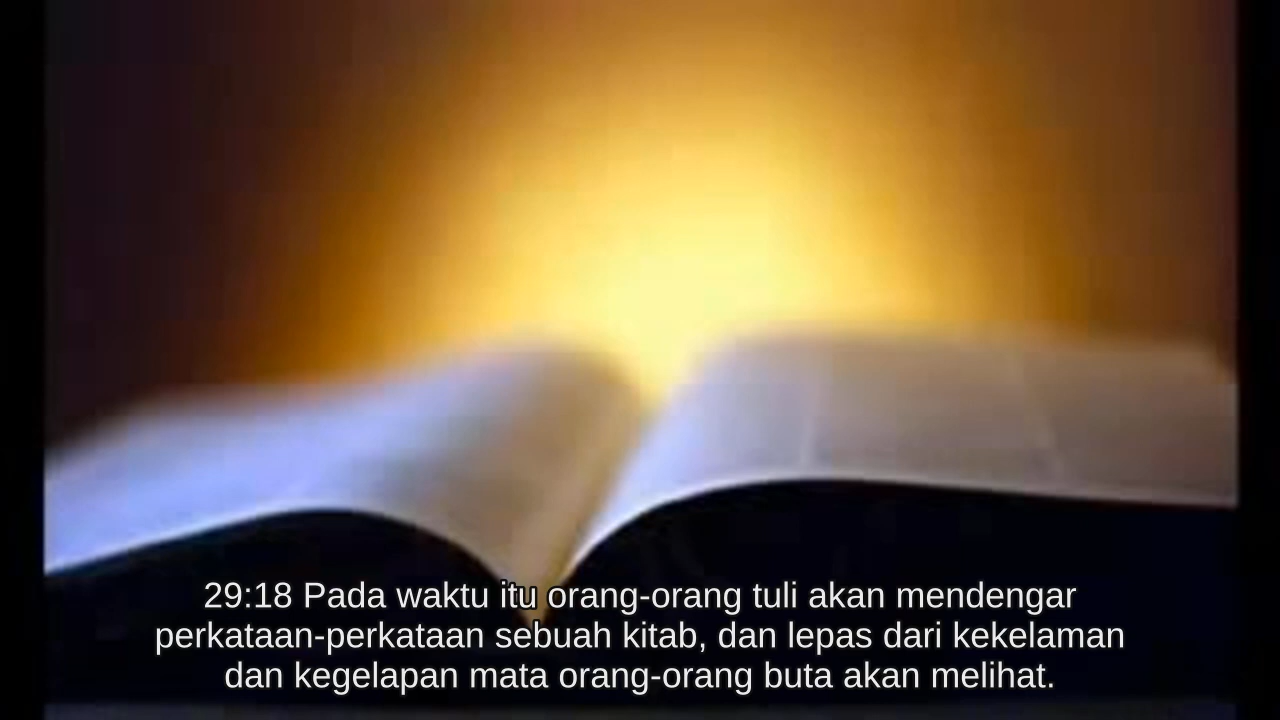 29:18 Pada waktu itu orang-orang tuli akan mendengar
perkataan-perkataan sebuah kitab, dan lepas dari kekelaman
dan kegelapan mata orang-orang buta akan melihat.